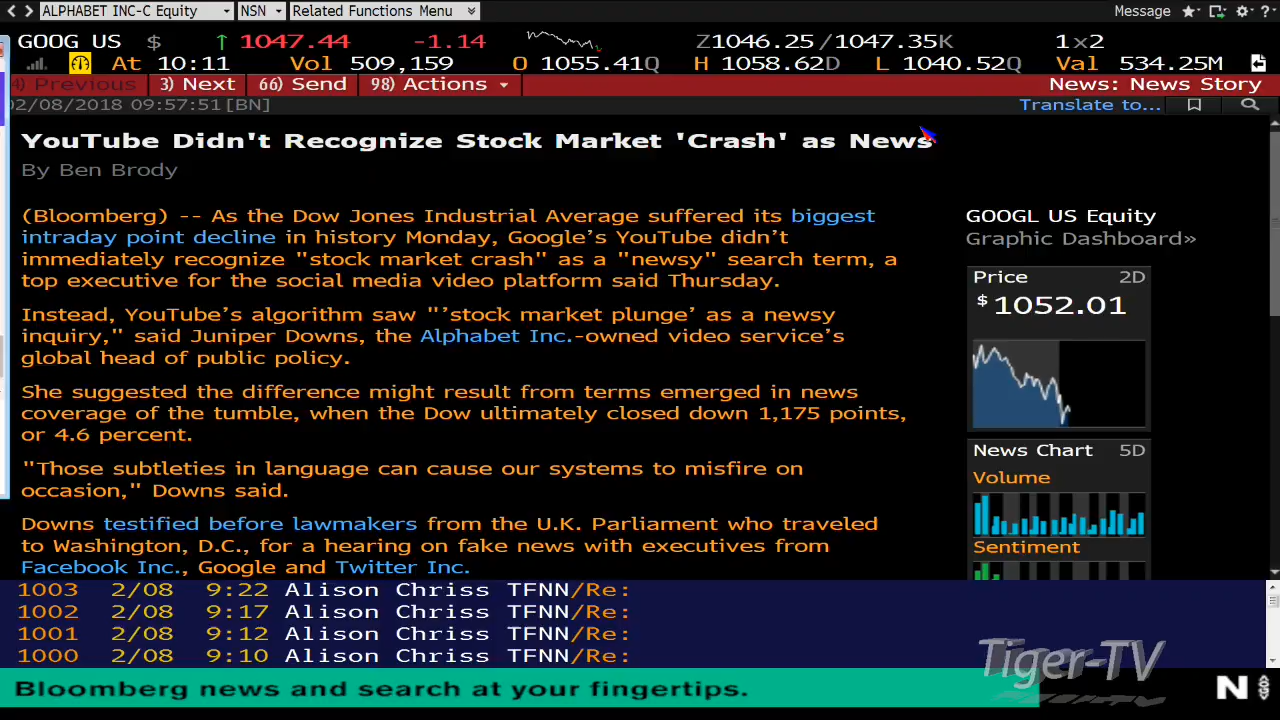 ALPHABET INC-C Equity NSN Related Functions Menu Message
GOOG US $ ↑ 1047.44 -1.14 Z1046.25/1047.35K 1x2
At 10:11 Vol 509,159 O 1055.41Q H 1058.62D L 1040.52Q Val 534.25M
4) Previous 3) Next 66) Send 98) Actions News: News Story
02/08/2018 09:57:51[BN] Translate to...
YouTube Didn't Recognize Stock Market 'Crash' as News
By Ben Brody
(Bloomberg) -- As the Dow Jones Industrial Average suffered its biggest
intraday point decline in history Monday, Google's YouTube didn't
immediately recognize "stock market crash" as a "newsy" search term, a
top executive for the social media video platform said Thursday.
Instead, YouTube's algorithm saw "'stock market plunge' as a newsy
inquiry," said Juniper Downs, the Alphabet Inc.-owned video service's
global head of public policy.
She suggested the difference might result from terms emerged in news
coverage of the tumble, when the Dow ultimately closed down 1,175 points,
or 4.6 percent.
"Those subtleties in language can cause our systems to misfire on
occasion," Downs said.
Downs testified before lawmakers from the U.K. Parliament who traveled
to Washington, D.C., for a hearing on fake news with executives from
Facebook Inc., Google and Twitter Inc.
GOOGL US Equity
Graphic Dashboard»
Price 2D
$1052.01
News Chart 5D
Volume
Sentiment
1003 2/08 9:22 Alison Chriss TFNN/Re:
1002 2/08 9:17 Alison Chriss TFNN/Re:
1001 2/08 9:12 Alison Chriss TFNN/Re:
1000 2/08 9:10 Alison Chriss TFNN/Re:
Tiger-TV
Bloomberg news and search at your fingertips.
N